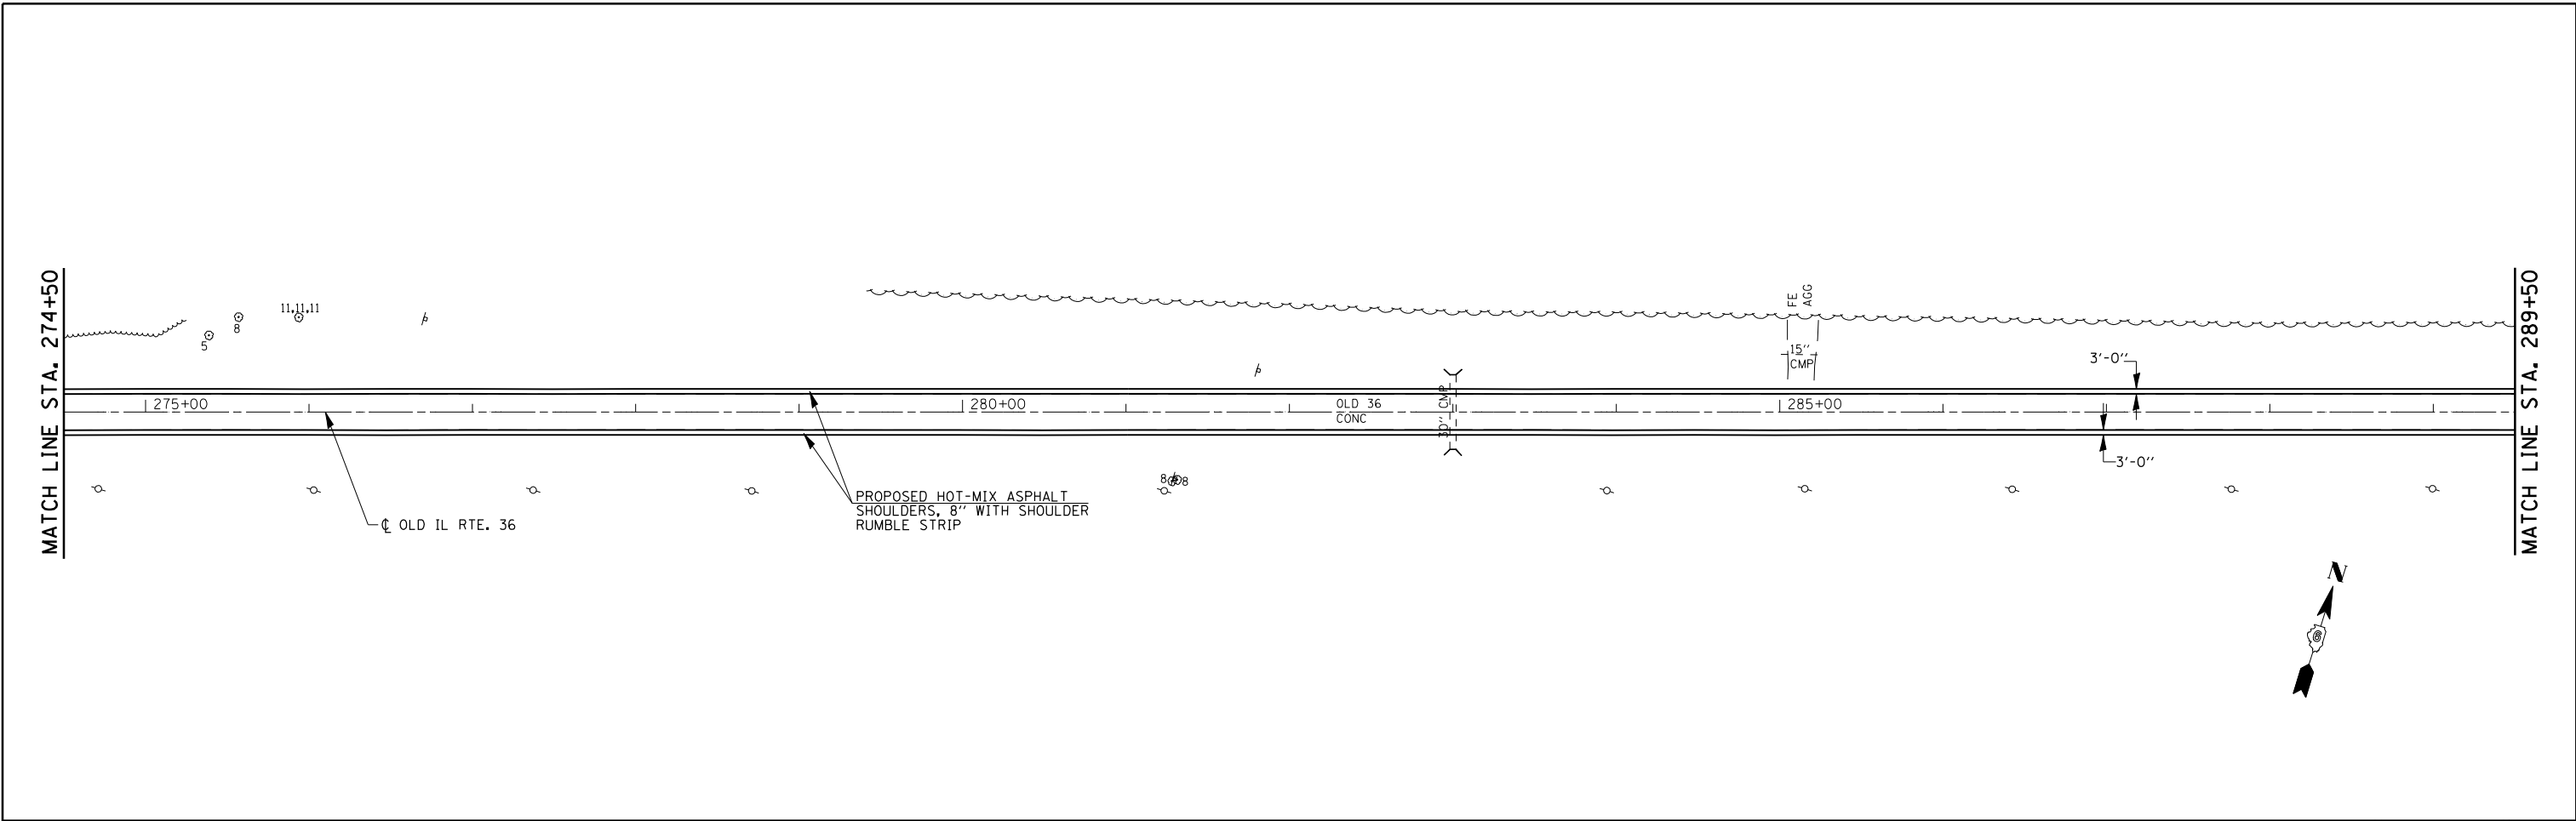 MATCH LINE STA. 274+50
11,11,11
8
5
FE
AGG
15''
CMP
3'-0''
275+00
280+00
OLD 36
CONC
30'' CMP
285+00
3'-0''
8
8
PROPOSED HOT-MIX ASPHALT
SHOULDERS, 8'' WITH SHOULDER
RUMBLE STRIP
℄ OLD IL RTE. 36
MATCH LINE STA. 289+50
N
6